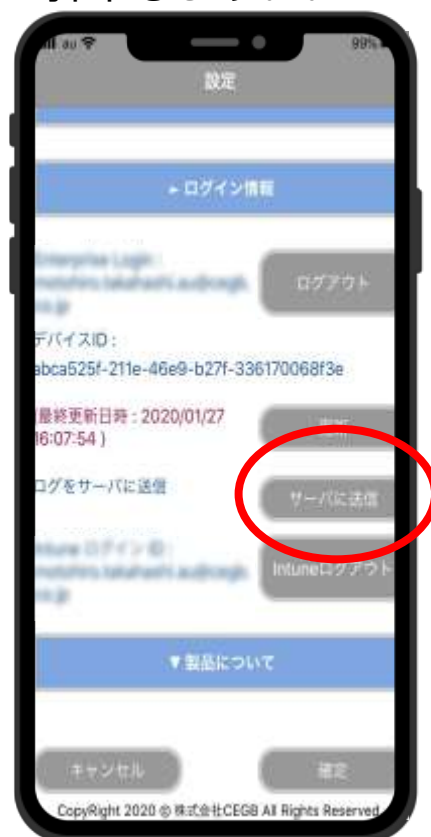 au 99%
設定
ログイン情報
ログアウト
デバイスID :
abca525f-211e-46e9-b27f-336170068f3e
最終更新日時 : 2020/01/27
16:07:54 )
ログをサーバに送信
サーバに送信
Intuneログアウト
▼製品について
キャンセル 確定
CopyRight 2020 © 株式会社CEGB All Rights Reserved